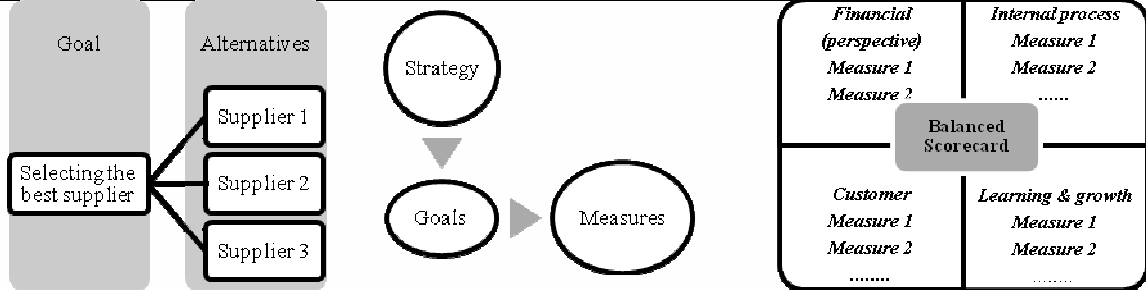 Goal
Alternatives
Selecting the
best supplier
Supplier 1
Supplier 2
Supplier 3
Strategy
Goals
Measures
Financial
(perspective)
Measure 1
Measure 2
Internal process
Measure 1
Measure 2
......
Balanced
Scorecard
Customer
Measure 1
Measure 2
........
Learning & growth
Measure 1
Measure 2
........